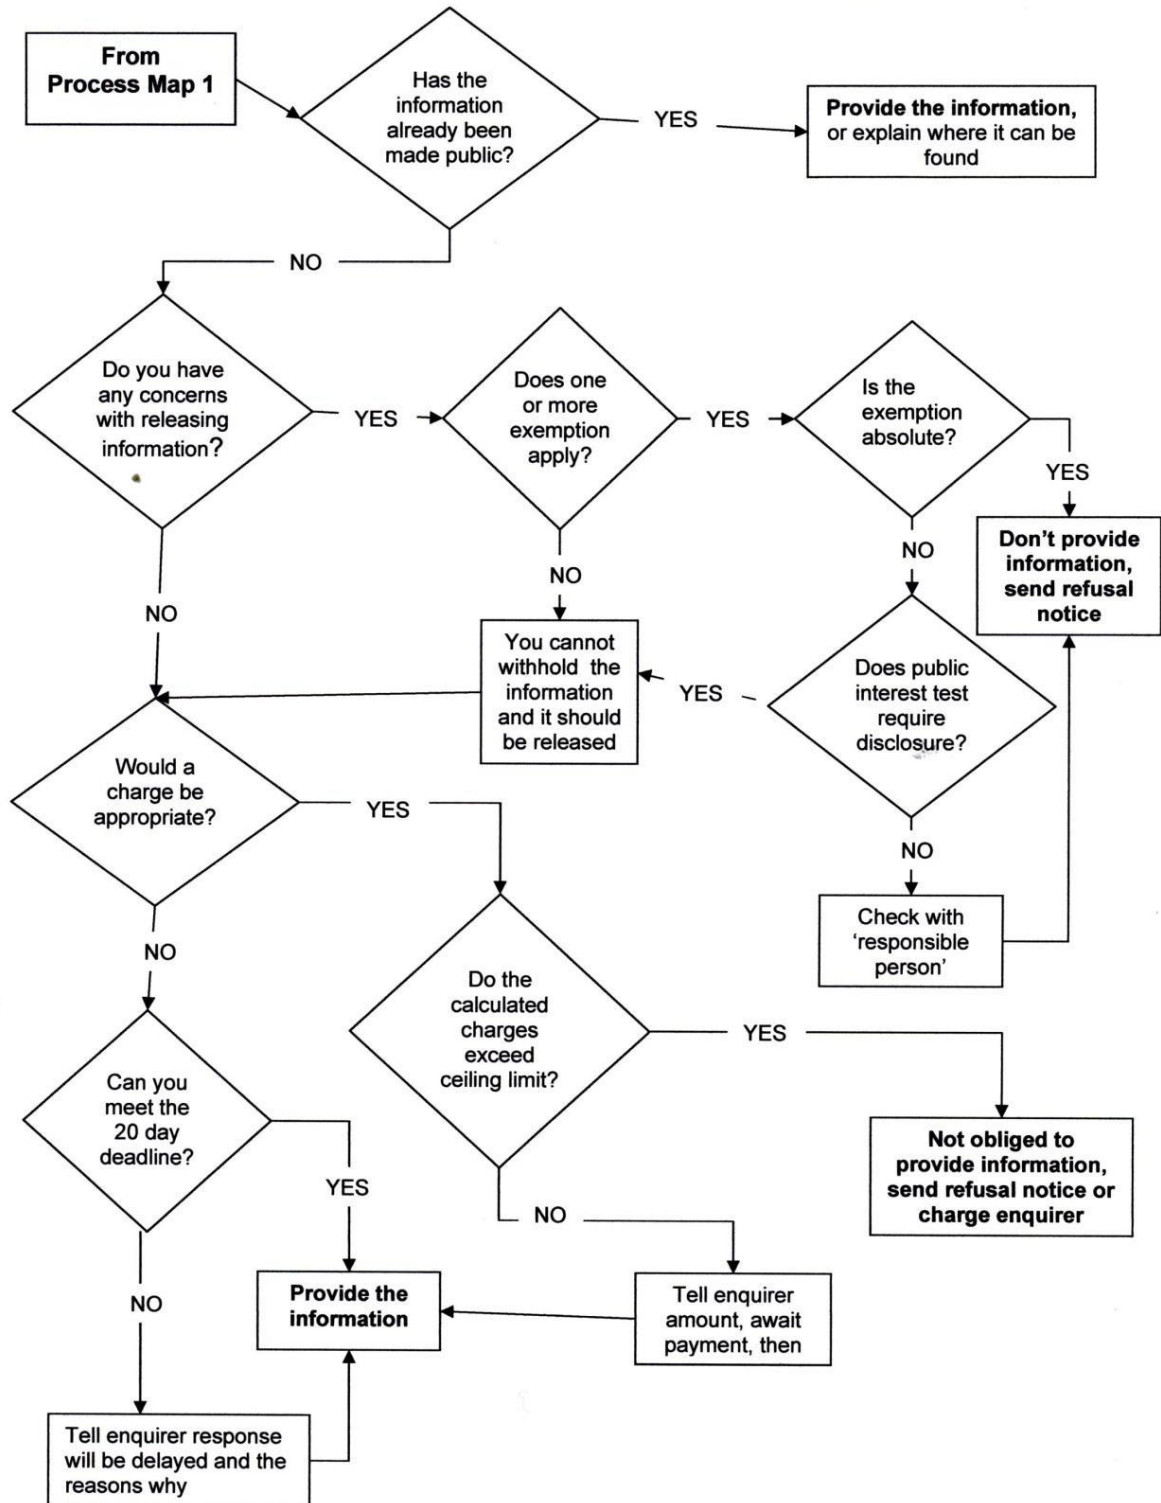 From
Process Map 1
Has the
information
already been
made public?
YES
Provide the information,
or explain where it can be
found
NO
Do you have
any concerns
with releasing
information?
YES
Does one
or more
exemption
apply?
YES
Is the
exemption
absolute?
YES
Don't provide
information,
send refusal
notice
NO
NO
NO
You cannot
withhold the
information
and it should
be released
YES
Does public
interest test
require
disclosure?
Would a
charge be
appropriate?
YES
NO
Check with
'responsible
person'
NO
Do the
calculated
charges
exceed
ceiling limit?
YES
Can you
meet the
20 day
deadline?
YES
Not obliged to
provide information,
send refusal notice or
charge enquirer
NO
NO
Provide the
information
Tell enquirer
amount, await
payment, then
Tell enquirer response
will be delayed and the
reasons why